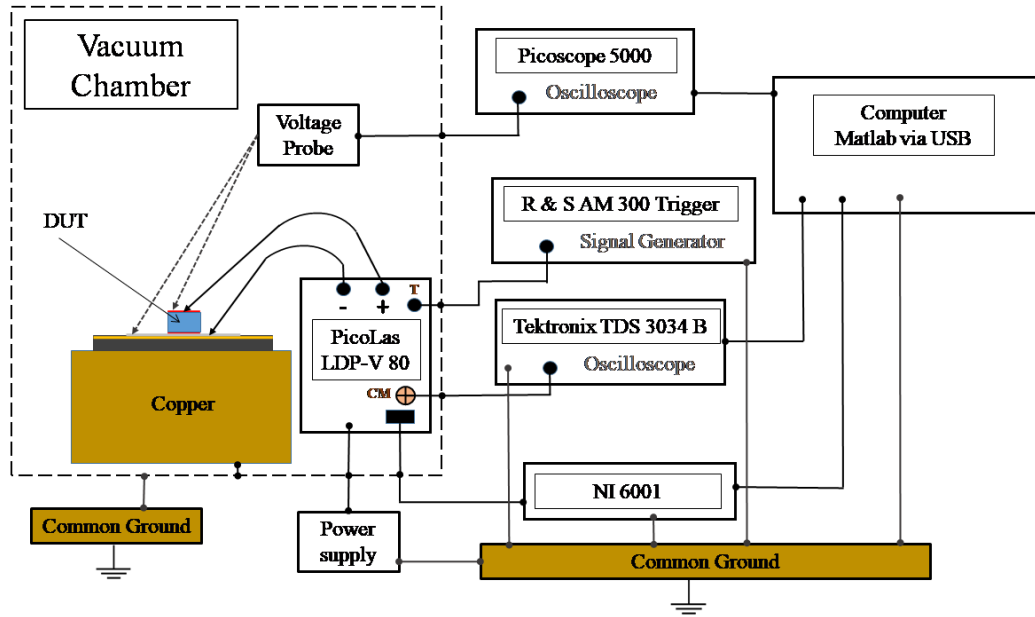 Vacuum
Chamber
Voltage
Probe
DUT
Copper
Common Ground
- +
T
PicoLas
LDP-V 80
CM
Power
supply
Picoscope 5000
Oscilloscope
R & S AM 300 Trigger
Signal Generator
Tektronix TDS 3034 B
Oscilloscope
NI 6001
Common Ground
Computer
Matlab via USB